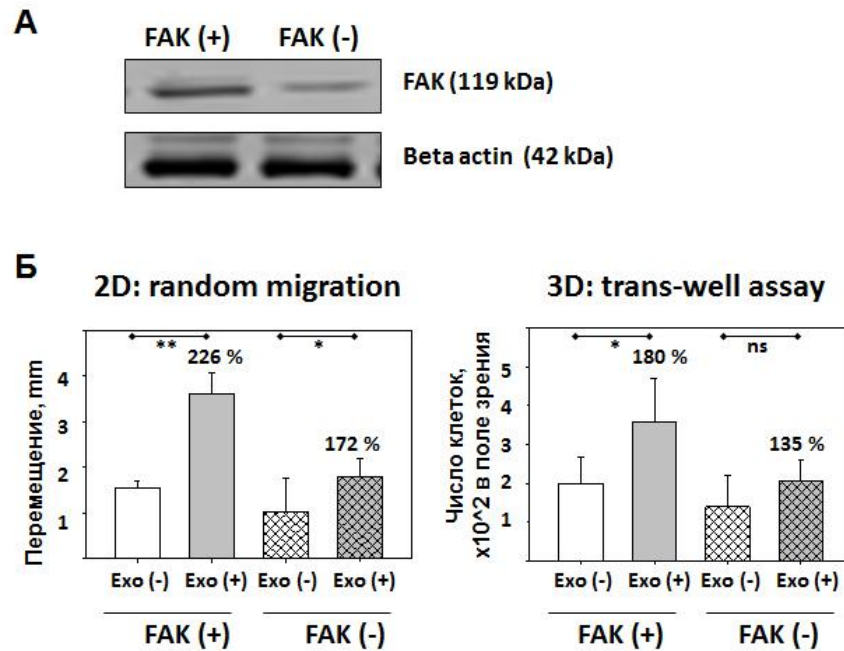 А
FAK (+) FAK (-)
FAK (119 kDa)
Beta actin (42 kDa)
Б
2D: random migration
Перемещение, mm
4
3
2
1
** 226 % * 172 %
Exo (-) Exo (+) Exo (-) Exo (+)
FAK (+) FAK (-)
3D: trans-well assay
Число клеток,
x10^2 в поле зрения
5
4
3
2
1
* 180 % ns 135 %
Exo (-) Exo (+) Exo (-) Exo (+)
FAK (+) FAK (-)